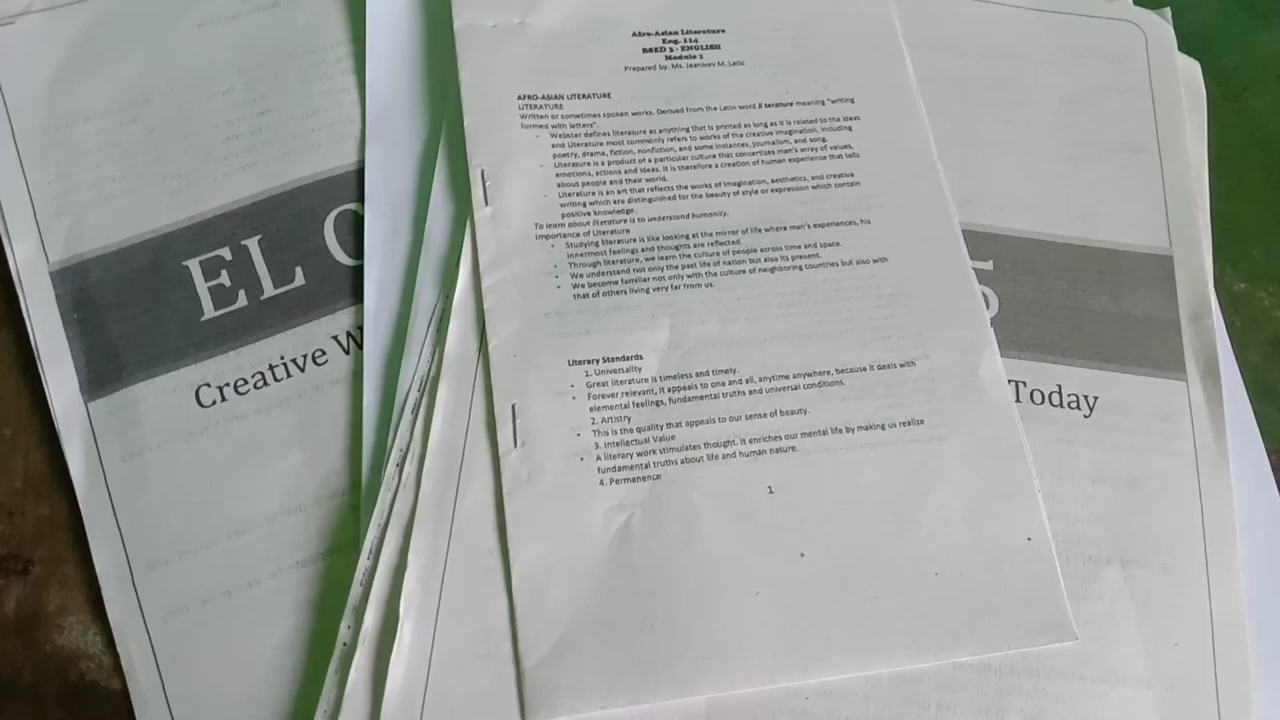 Afro-Asian Literature
Eng. 114
BSED 3 - ENGLISH
Module 1
Prepared by: Ms. Jeanivev M. Latic
AFRO-ASIAN LITERATURE
LITERATURE
Written or sometimes spoken works. Derived from the Latin word li terature meaning "writing
formed with letters".
- Webster defines literature as anything that is printed as long as it is related to the ideas
and Literature most commonly refers to works of the creative imagination, including
poetry, drama, fiction, nonfiction, and some instances, journalism, and song.
- Literature is a product of a particular culture that concertizes man's array of values,
emotions, actions and ideas. It is therefore a creation of human experience that tells
about people and their world.
- Literature is an art that reflects the works of imagination, aesthetics, and creative
writing which are distinguished for the beauty of style or expression which contain
positive knowledge.
To learn about literature is to understand humanity.
Importance of Literature
• Studying literature is like looking at the mirror of life where men's experiences, his
innermost feelings and thoughts are reflected.
• Through literature, we learn the culture of people across time and space.
• We understand not only the past life of nation but also its present.
• We become familiar not only with the culture of neighboring countries but also with
that of others living very far from us.
Literary Standards
1. Universality
• Great literature is timeless and timely.
• Forever relevant, it appeals to one and all, anytime anywhere, because it deals with
elemental feelings, fundamental truths and universal conditions.
2. Artistry
• This is the quality that appeals to our sense of beauty.
3. Intellectual Value
• A literary work stimulates thought. It enriches our mental life by making us realize
fundamental truths about life and human nature.
4. Permanence
1
EL
Creative W
5
Today